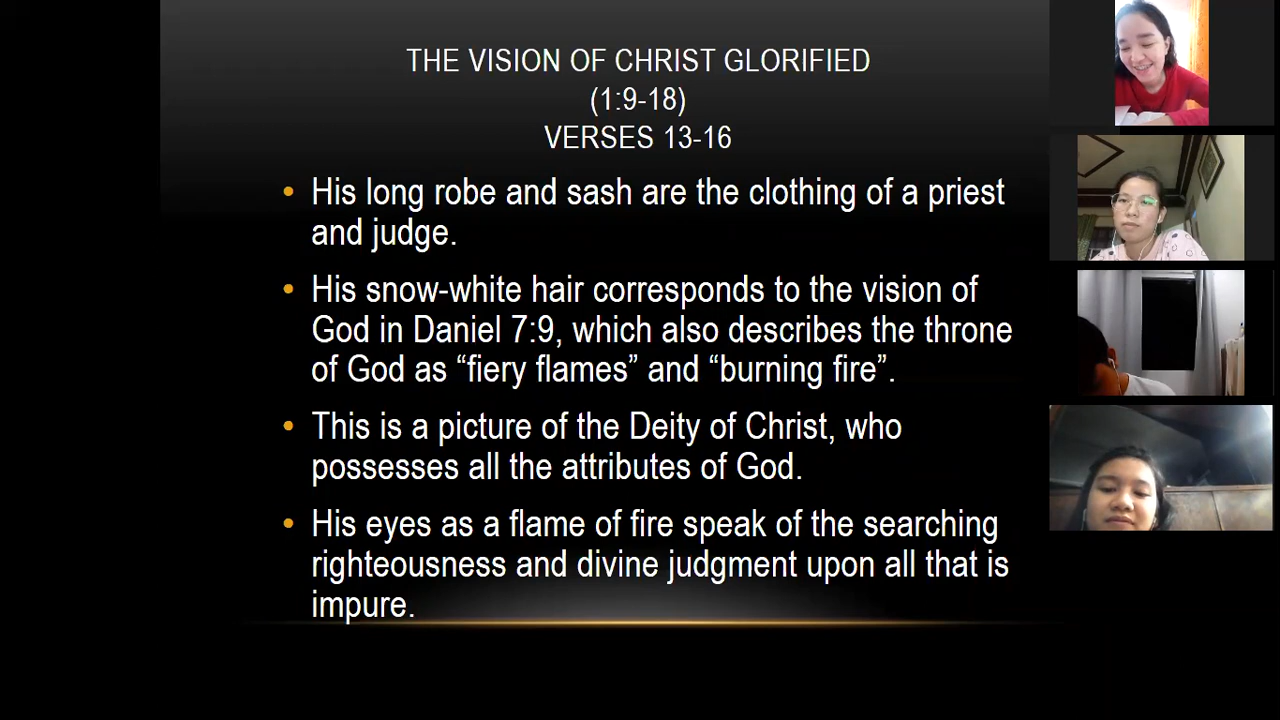 THE VISION OF CHRIST GLORIFIED
(1:9-18)
VERSES 13-16
• His long robe and sash are the clothing of a priest
and judge.
• His snow-white hair corresponds to the vision of
God in Daniel 7:9, which also describes the throne
of God as “fiery flames” and “burning fire”.
• This is a picture of the Deity of Christ, who
possesses all the attributes of God.
• His eyes as a flame of fire speak of the searching
righteousness and divine judgment upon all that is
impure.